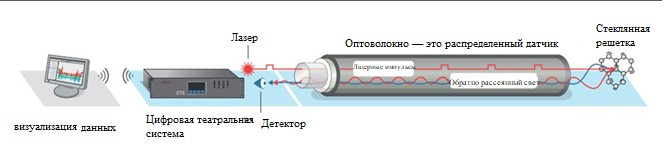 Стеклянная
решетка
Лазер
Оптоволокно — это распределенный датчик
Лазерные импульсы
Обратно рассеянный свет
DTS
визуализация данных
Цифровая театральная
система
Детектор